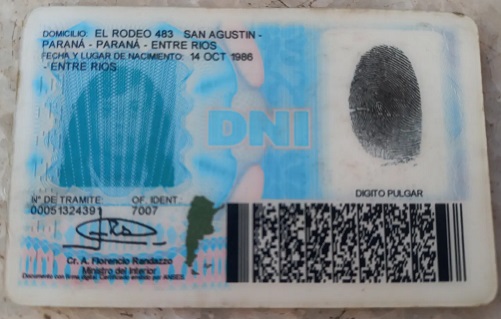 DOMICILIO: EL RODEO 483 SAN AGUSTIN -
PARANÁ - PARANÁ - ENTRE RIOS
FECHA Y LUGAR DE NACIMIENTO: 14 OCT 1986
- ENTRE RIOS
DNI
DIGITO PULGAR
Nº DE TRAMITE OF. IDENT.
0005132439 7007
Cr. A. Florencio Randazzo
Ministro del Interior